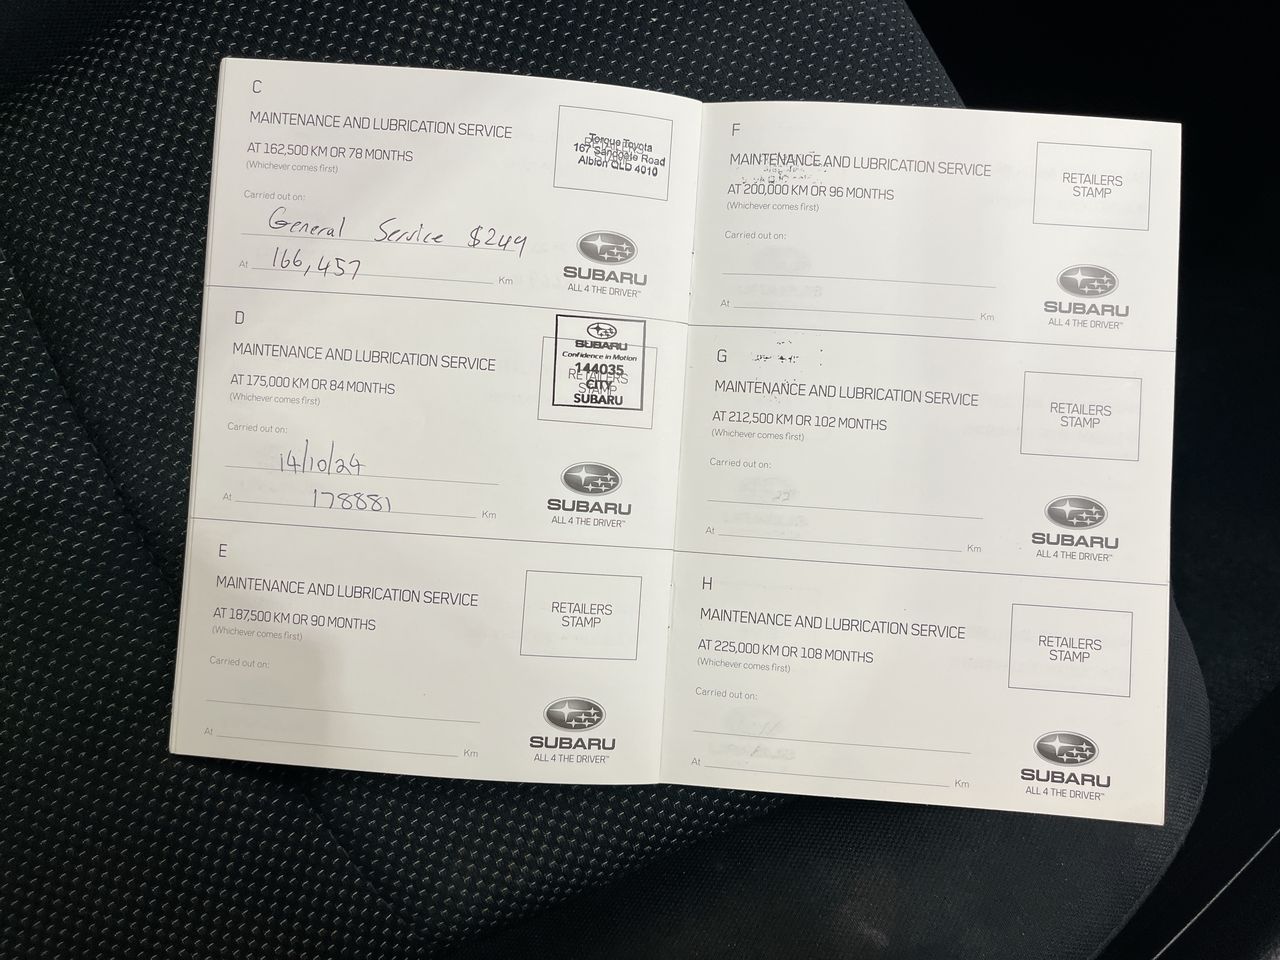 C
MAINTENANCE AND LUBRICATION SERVICE
AT 162,500 KM OR 78 MONTHS
(Whichever comes first)
Torque Toyota
167 Sandgate Road
Albion QLD 4010
Carried out on:
General Service $249
At 166,457 Km
SUBARU
ALL 4 THE DRIVER™
D
MAINTENANCE AND LUBRICATION SERVICE
AT 175,000 KM OR 84 MONTHS
(Whichever comes first)
SUBARU
Confidence in Motion
144035
CITY
SUBARU
RETAILERS
STAMP
Carried out on:
14/10/24
At 178881 Km
SUBARU
ALL 4 THE DRIVER™
E
MAINTENANCE AND LUBRICATION SERVICE
AT 187,500 KM OR 90 MONTHS
(Whichever comes first)
RETAILERS
STAMP
Carried out on:
At Km
SUBARU
ALL 4 THE DRIVER™
F
MAINTENANCE AND LUBRICATION SERVICE
AT 200,000 KM OR 96 MONTHS
(Whichever comes first)
RETAILERS
STAMP
Carried out on:
At Km
SUBARU
ALL 4 THE DRIVER™
G
MAINTENANCE AND LUBRICATION SERVICE
AT 212,500 KM OR 102 MONTHS
(Whichever comes first)
RETAILERS
STAMP
Carried out on:
At Km
SUBARU
ALL 4 THE DRIVER™
H
MAINTENANCE AND LUBRICATION SERVICE
AT 225,000 KM OR 108 MONTHS
(Whichever comes first)
RETAILERS
STAMP
Carried out on:
At Km
SUBARU
ALL 4 THE DRIVER™